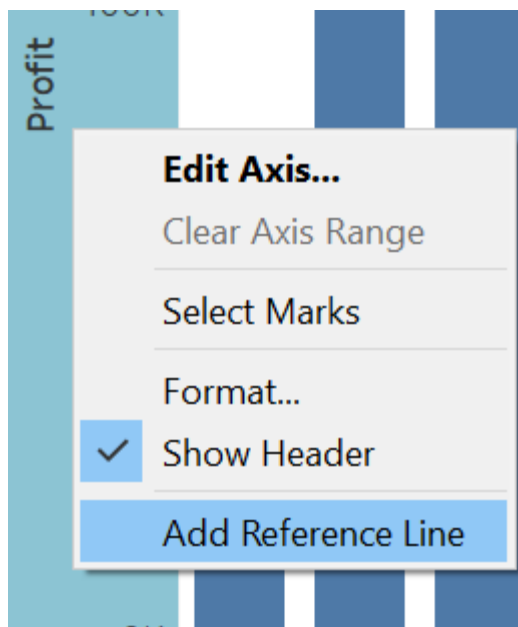 Profit
Edit Axis...
Clear Axis Range
Select Marks
Format...
Show Header
Add Reference Line